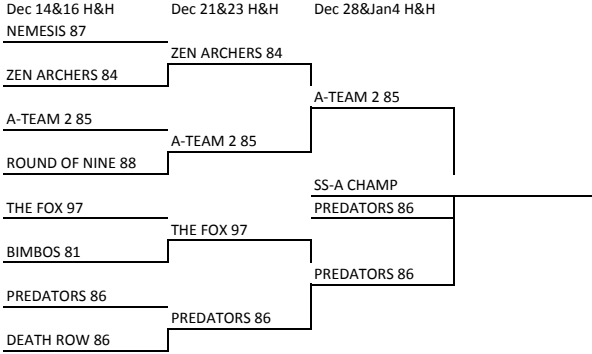 Dec 14&16 H&H Dec 21&23 H&H Dec 28&Jan4 H&H
NEMESIS 87
ZEN ARCHERS 84
ZEN ARCHERS 84
A-TEAM 2 85
A-TEAM 2 85
A-TEAM 2 85
ROUND OF NINE 88
SS-A CHAMP
THE FOX 97 PREDATORS 86
THE FOX 97
BIMBOS 81
PREDATORS 86
PREDATORS 86
PREDATORS 86
DEATH ROW 86